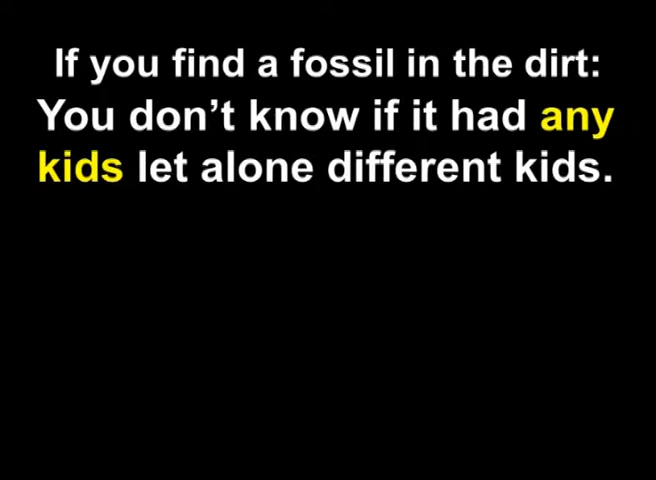 If you find a fossil in the dirt:
You don’t know if it had any
kids let alone different kids.